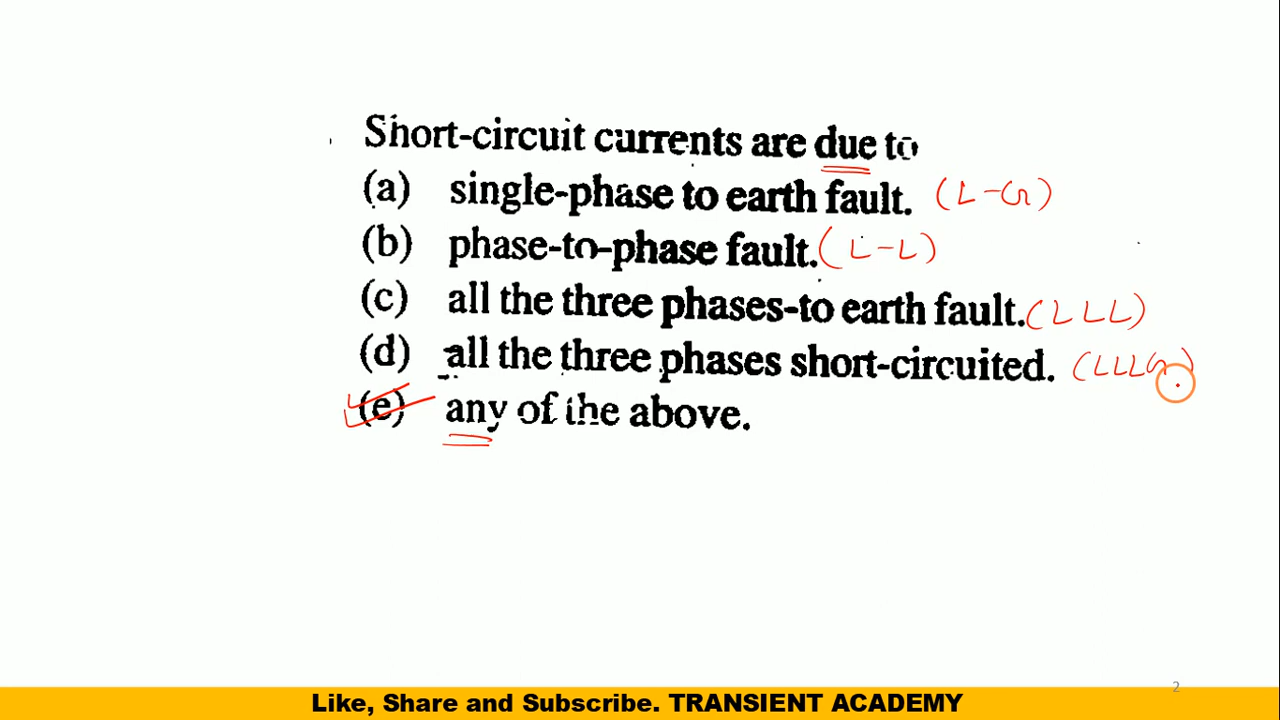 Short-circuit currents are due to
(a) single-phase to earth fault. (L-G)
(b) phase-to-phase fault. (L-L)
(c) all the three phases-to earth fault. (LLL)
(d) all the three phases short-circuited. (LLLG)
(e) any of the above.
2
Like, Share and Subscribe. TRANSIENT ACADEMY